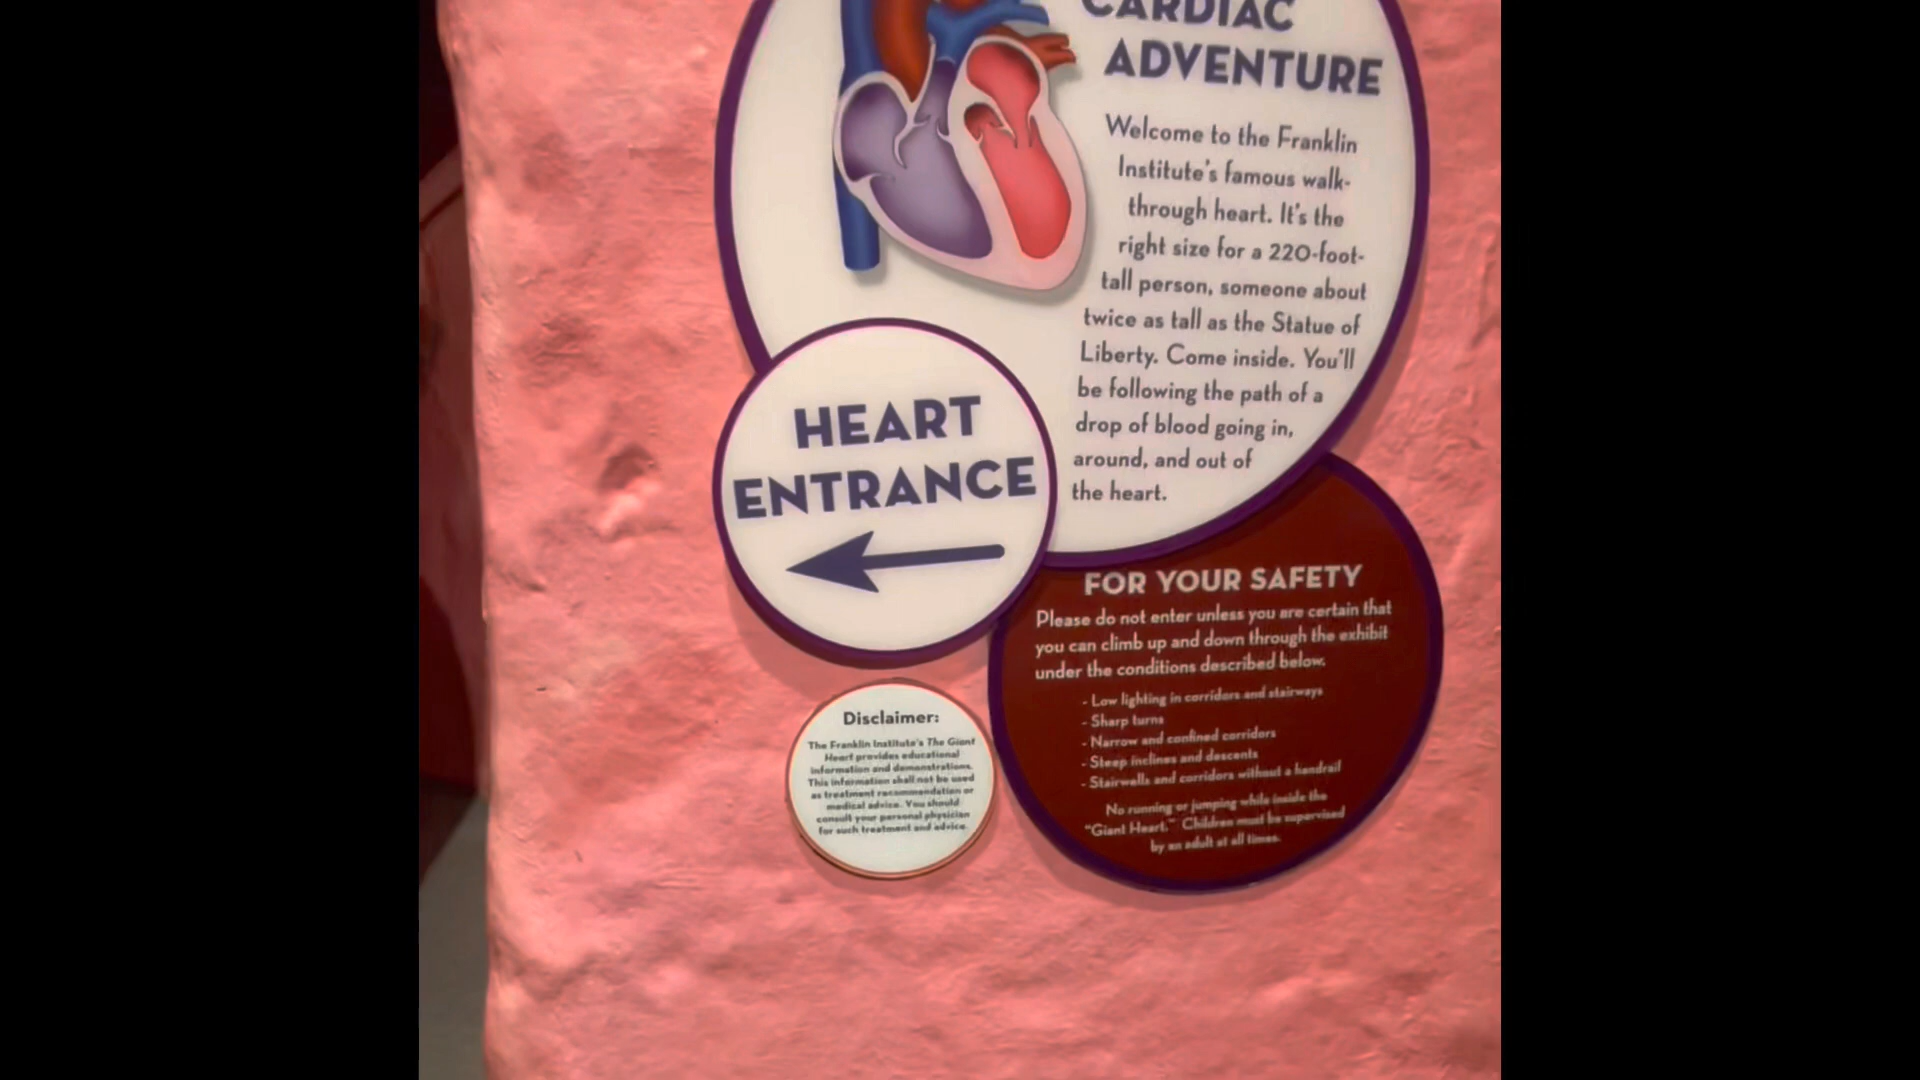 CARDIAC
ADVENTURE
Welcome to the Franklin
Institute's famous walk-
through heart. It's the
right size for a 220-foot-
tall person, someone about
twice as tall as the Statue of
Liberty. Come inside. You'll
be following the path of a
drop of blood going in,
around, and out of
the heart.
HEART
ENTRANCE
FOR YOUR SAFETY
Please do not enter unless you are certain that
you can climb up and down through the exhibit
under the conditions described below.
- Low lighting in corridors and stairways
- Sharp turns
- Narrow and confined corridors
- Steep inclines and descents
- Stairwells and corridors without a handrail
No running or jumping while inside the
"Giant Heart." Children must be supervised
by an adult at all times.
Disclaimer:
The Franklin Institute's The Giant
Heart provides educational
information and demonstrations.
This information shall not be used
as treatment recommendation or
medical advice. You should
consult your personal physician
for such treatment and advice.